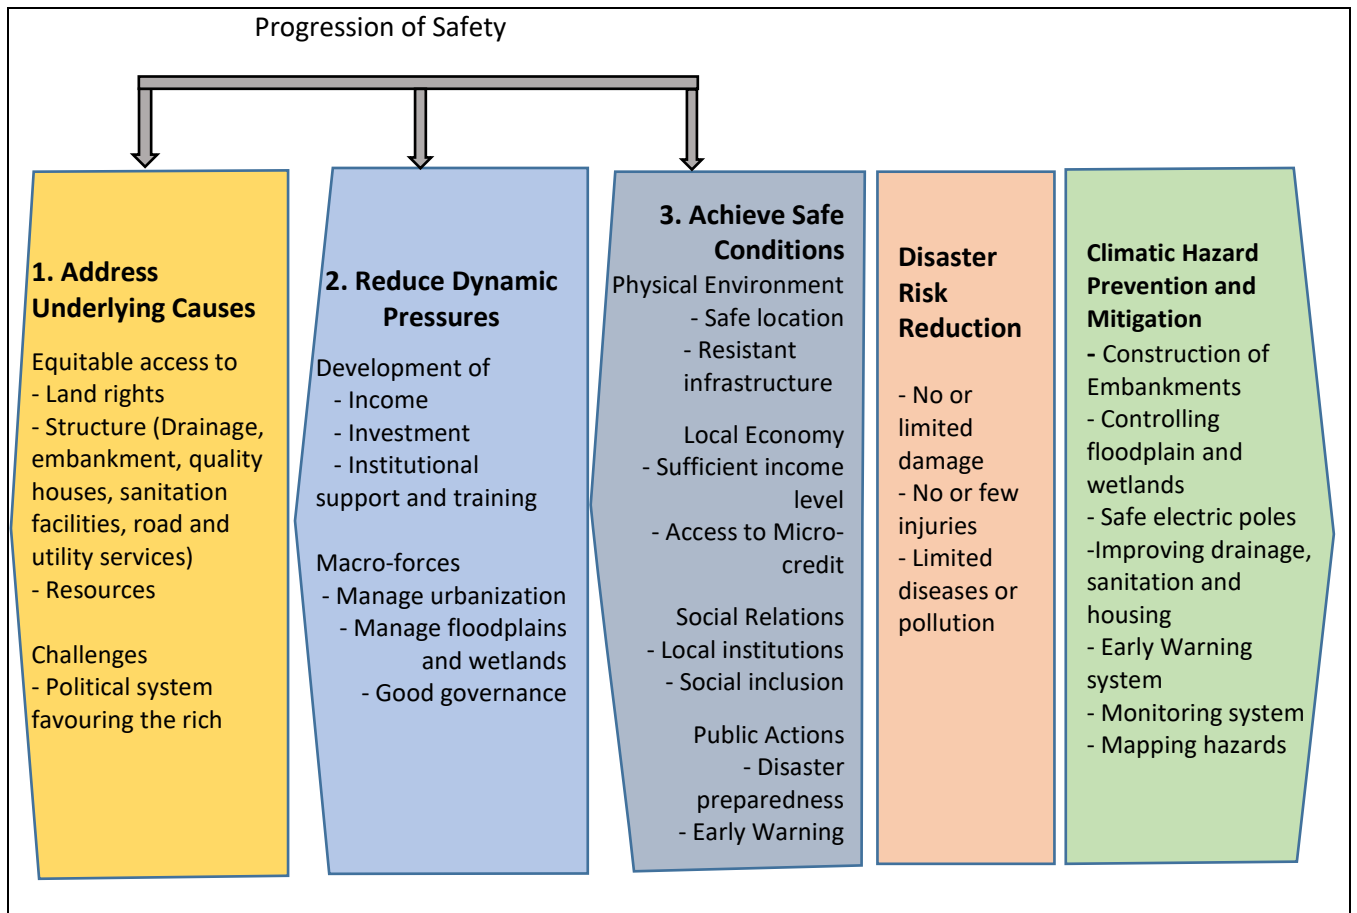 Progression of Safety
1. Address
Underlying Causes
Equitable access to
- Land rights
- Structure (Drainage,
embankment, quality
houses, sanitation
facilities, road and
utility services)
- Resources
Challenges
- Political system
favouring the rich
2. Reduce Dynamic
Pressures
Development of
- Income
- Investment
- Institutional
support and training
Macro-forces
- Manage urbanization
- Manage floodplains
and wetlands
- Good governance
3. Achieve Safe
Conditions
Physical Environment
- Safe location
- Resistant
infrastructure
Local Economy
- Sufficient income
level
- Access to Micro-
credit
Social Relations
- Local institutions
- Social inclusion
Public Actions
- Disaster
preparedness
- Early Warning
Disaster
Risk
Reduction
- No or
limited
damage
- No or few
injuries
- Limited
diseases or
pollution
Climatic Hazard
Prevention and
Mitigation
- Construction of
Embankments
- Controlling
floodplain and
wetlands
- Safe electric poles
-Improving drainage,
sanitation and
housing
- Early Warning
system
- Monitoring system
- Mapping hazards